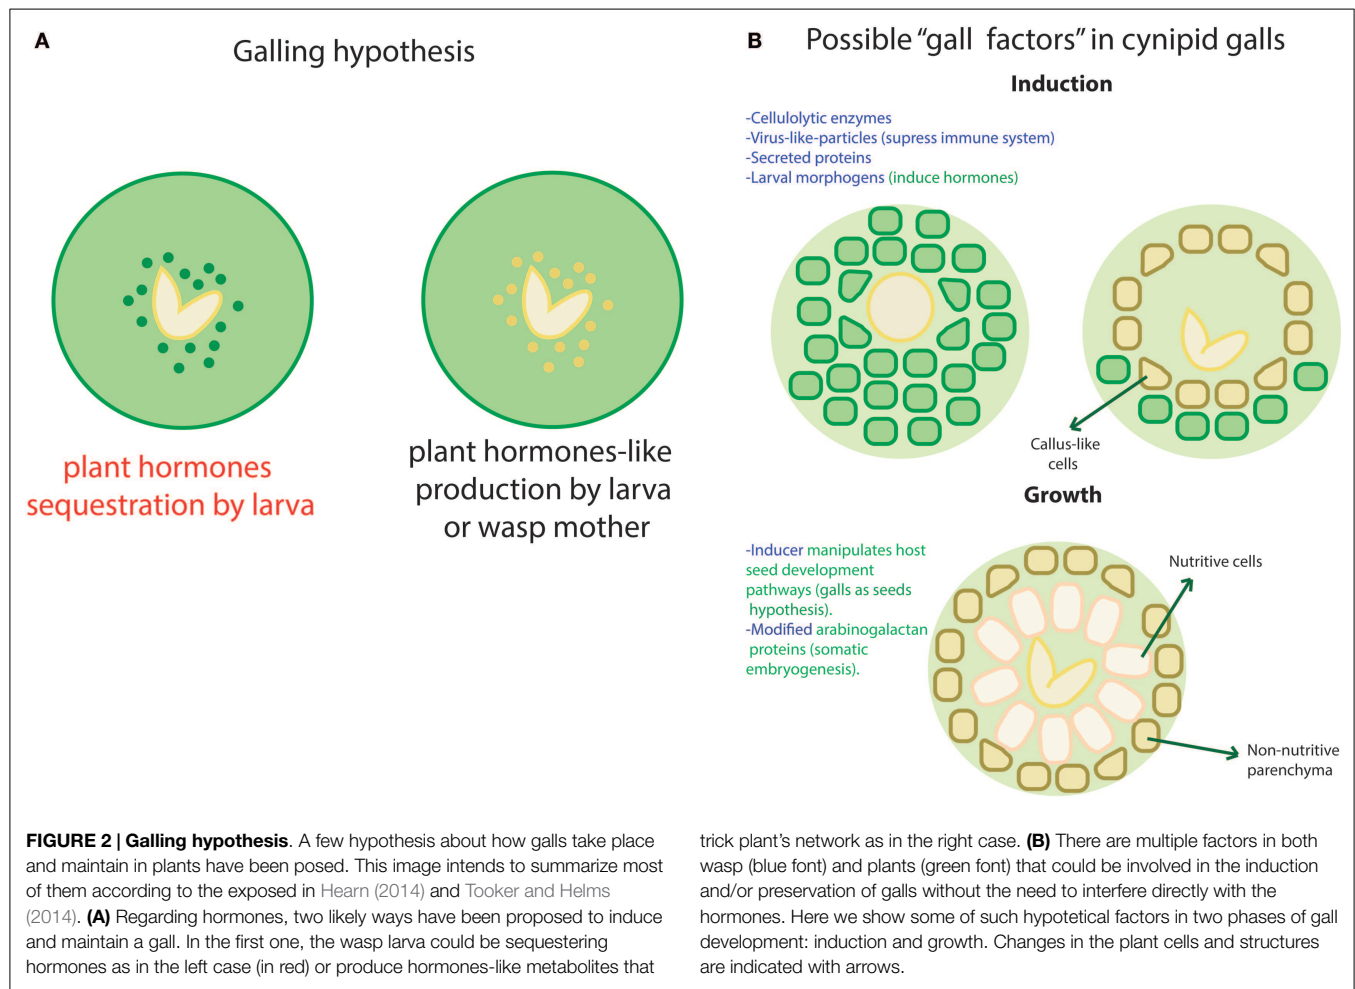 A
Galling hypothesis
plant hormones
sequestration by larva
plant hormones-like
production by larva
or wasp mother
B
Possible “gall factors” in cynipid galls
Induction
-Cellulolytic enzymes
-Virus-like-particles (supress immune system)
-Secreted proteins
-Larval morphogens (induce hormones)
Callus-like
cells
Growth
-Inducer manipulates host
seed development
pathways (galls as seeds
hypothesis).
-Modified arabinogalactan
proteins (somatic
embryogenesis).
Nutritive cells
Non-nutritive
parenchyma
FIGURE 2 | Galling hypothesis. A few hypothesis about how galls take place
and maintain in plants have been posed. This image intends to summarize most
of them according to the exposed in Hearn (2014) and Tooker and Helms
(2014). (A) Regarding hormones, two likely ways have been proposed to induce
and maintain a gall. In the first one, the wasp larva could be sequestering
hormones as in the left case (in red) or produce hormones-like metabolites that
trick plant’s network as in the right case. (B) There are multiple factors in both
wasp (blue font) and plants (green font) that could be involved in the induction
and/or preservation of galls without the need to interfere directly with the
hormones. Here we show some of such hypotetical factors in two phases of gall
development: induction and growth. Changes in the plant cells and structures
are indicated with arrows.